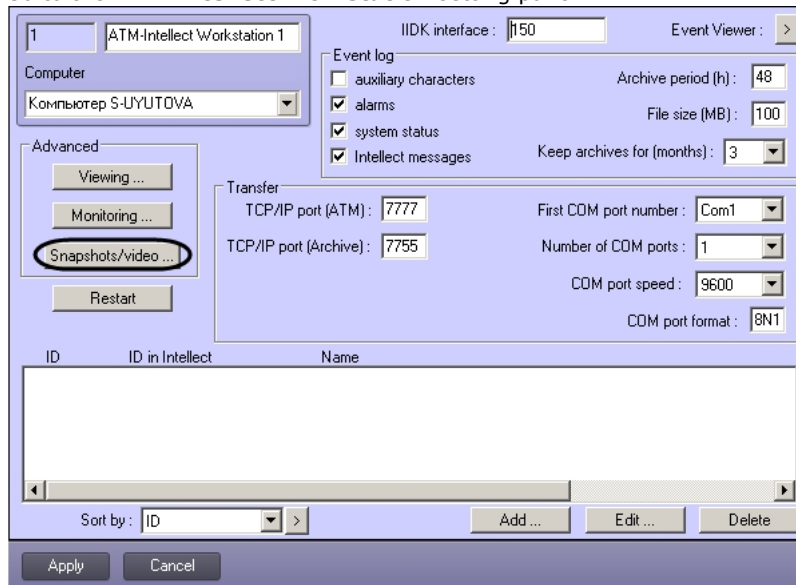 1 ATM-Intellect Workstation 1
IIDK interface : 150
Event Viewer : >
Computer
Компьютер S-UYUTOVA
Event log
auxiliary characters
alarms
system status
Intellect messages
Archive period (h) : 48
File size (MB) : 100
Keep archives for (months) : 3
Advanced
Viewing ...
Monitoring ...
Snapshots/video ...
Restart
Transfer
TCP/IP port (ATM) : 7777
TCP/IP port (Archive) : 7755
First COM port number : Com1
Number of COM ports : 1
COM port speed : 9600
COM port format : 8N1
ID ID in Intellect Name
Sort by : ID >
Add ... Edit ... Delete
Apply Cancel